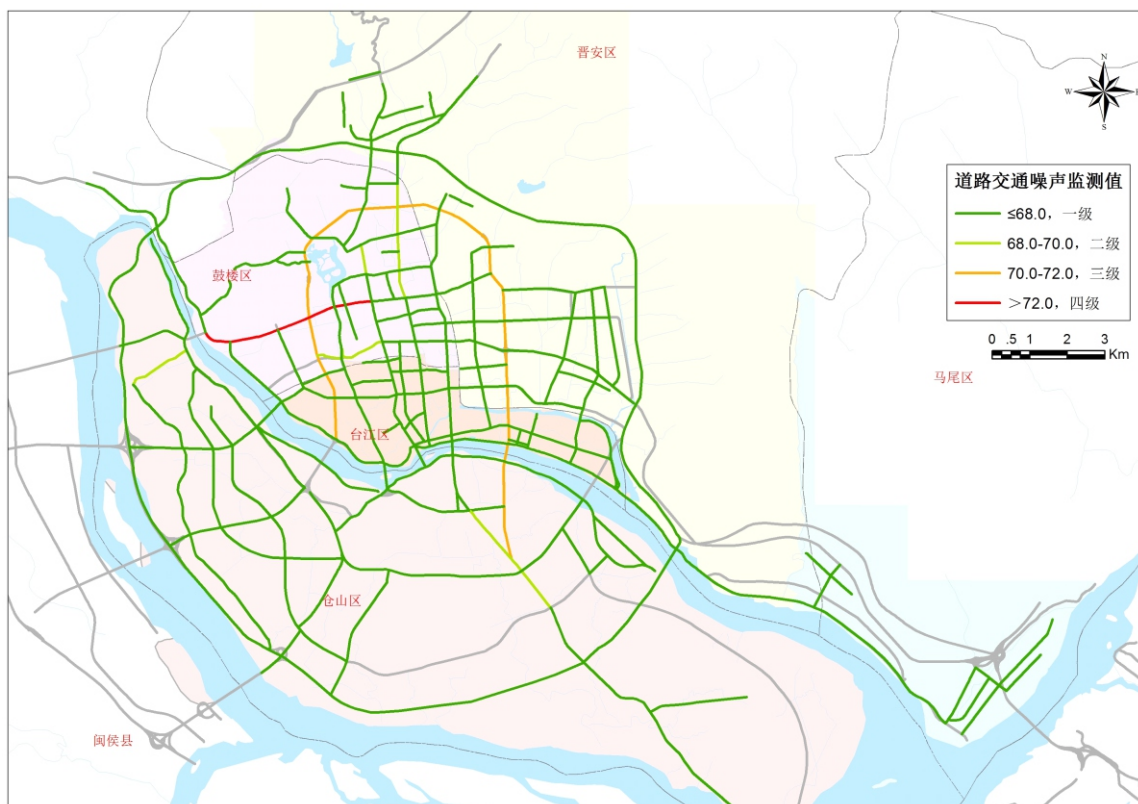 晋安区
N
W
E
S
道路交通噪声监测值
≤68.0，一级
68.0-70.0，二级
70.0-72.0，三级
＞72.0，四级
0 .5 1 2 3
Km
鼓楼区
马尾区
台江区
仓山区
闽侯县